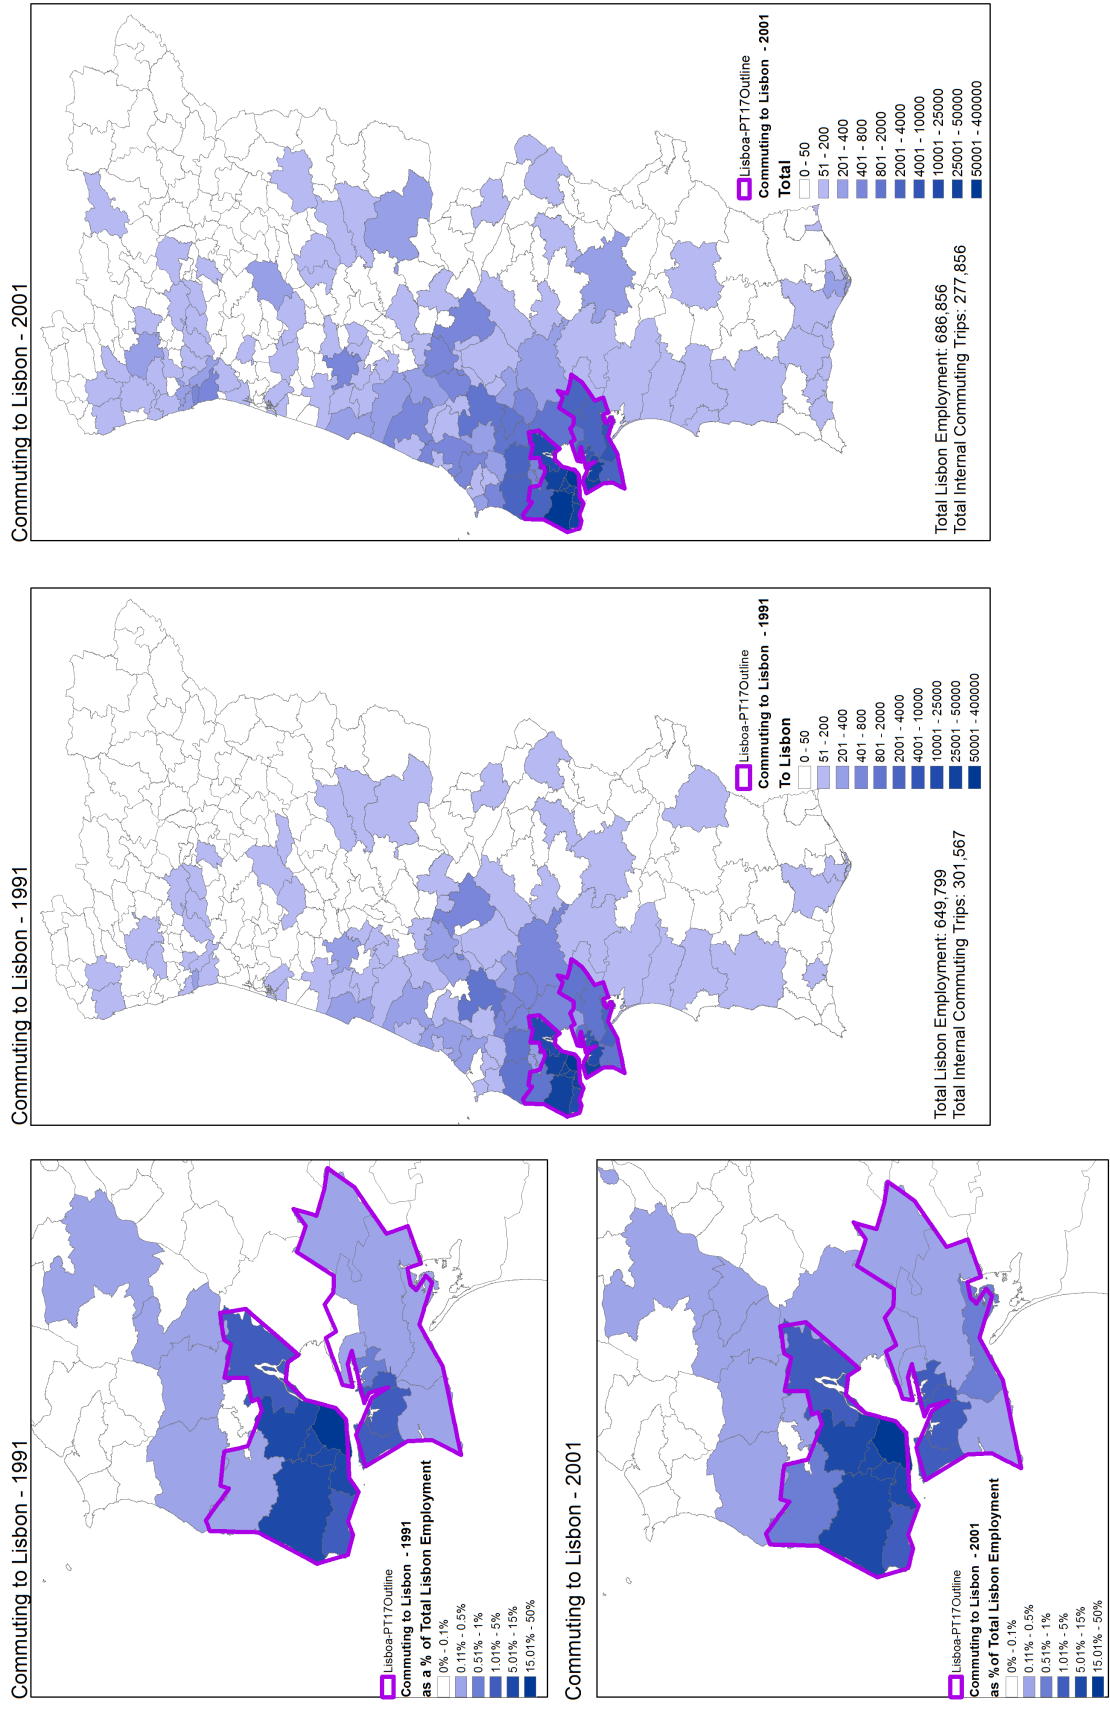 Commuting to Lisbon - 1991
Lisboa-PT17Outline
Commuting to Lisbon - 1991
as a % of Total Lisbon Employment
0% - 0.1%
0.11% - 0.5%
0.51% - 1%
1.01% - 5%
5.01% - 15%
15.01% - 50%
Commuting to Lisbon - 2001
Lisboa-PT17Outline
Commuting to Lisbon - 2001
as % of Total Lisbon Employment
0% - 0.1%
0.11% - 0.5%
0.51% - 1%
1.01% - 5%
5.01% - 15%
15.01% - 50%
Commuting to Lisbon - 1991
Lisboa-PT17Outline
Commuting to Lisbon - 1991
To Lisbon
0 - 50
51 - 200
201 - 400
401 - 800
801 - 2000
2001 - 4000
4001 - 10000
10001 - 25000
25001 - 50000
50001 - 400000
Total Lisbon Employment: 649,799
Total Internal Commuting Trips: 301,567
Commuting to Lisbon - 2001
Lisboa-PT17Outline
Commuting to Lisbon - 2001
Total
0 - 50
51 - 200
201 - 400
401 - 800
801 - 2000
2001 - 4000
4001 - 10000
10001 - 25000
25001 - 50000
50001 - 400000
Total Lisbon Employment: 686,856
Total Internal Commuting Trips: 277,856